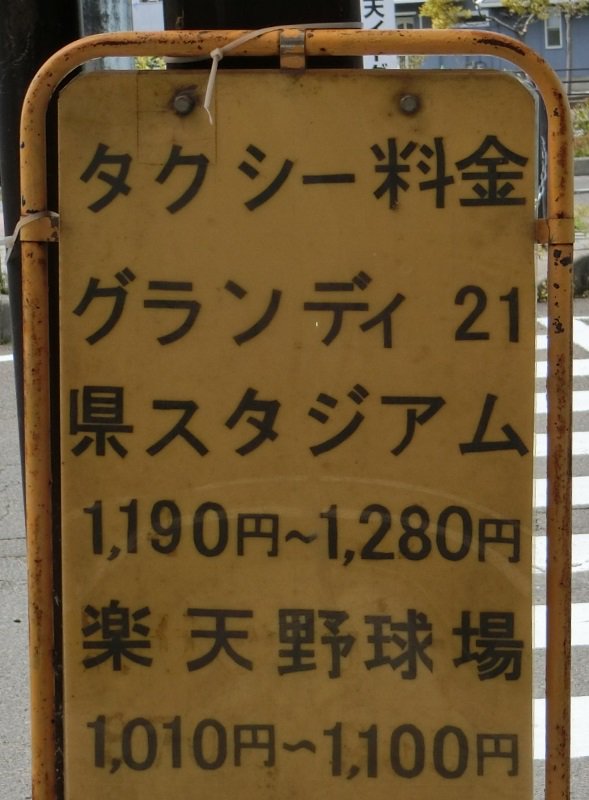 タクシー料金
グランディ 21
県スタジアム
1,190円～1,280円
楽天野球場
1,010円～1,100円